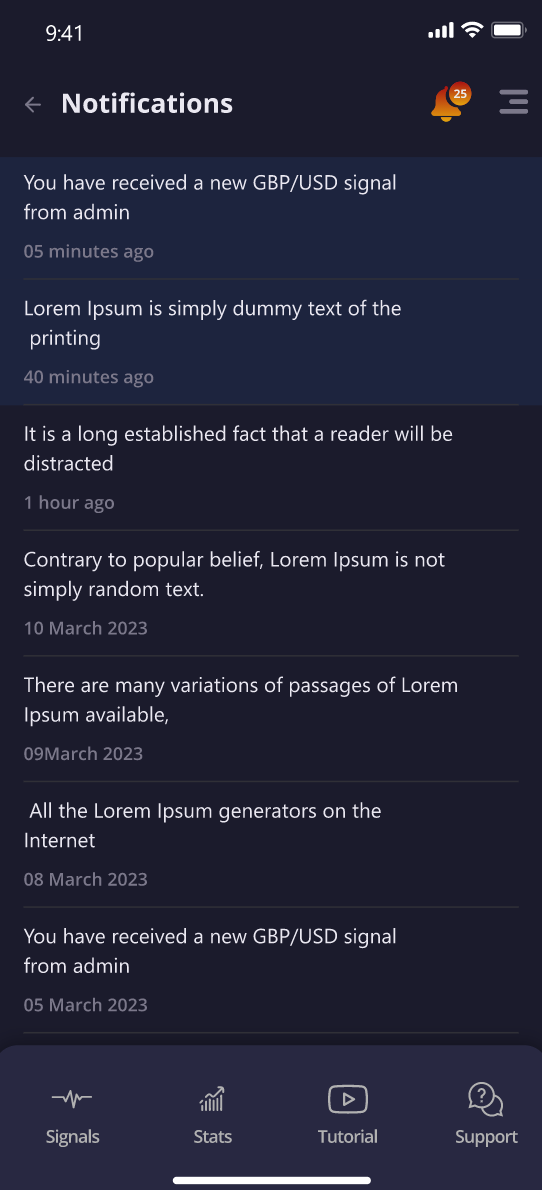 9:41
Notifications
25
You have received a new GBP/USD signal
from admin
05 minutes ago
Lorem Ipsum is simply dummy text of the
printing
40 minutes ago
It is a long established fact that a reader will be
distracted
1 hour ago
Contrary to popular belief, Lorem Ipsum is not
simply random text.
10 March 2023
There are many variations of passages of Lorem
Ipsum available,
09March 2023
All the Lorem Ipsum generators on the
Internet
08 March 2023
You have received a new GBP/USD signal
from admin
05 March 2023
Signals
Stats
Tutorial
Support